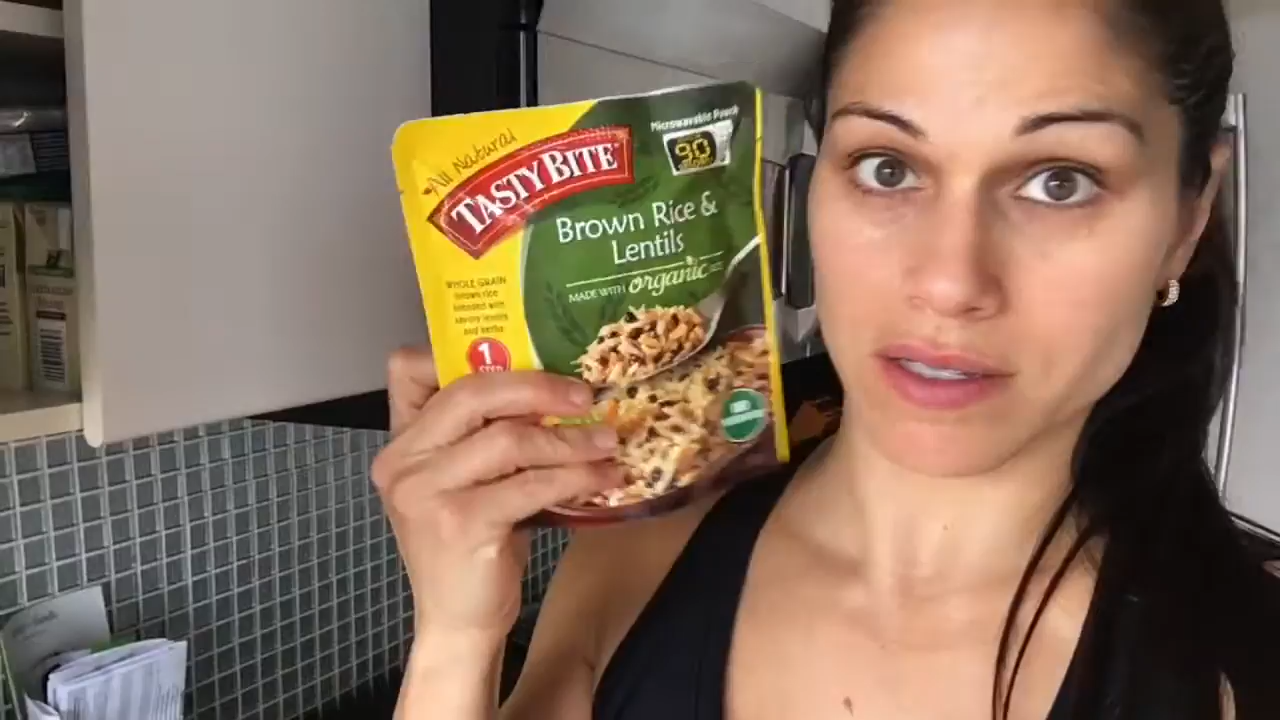 All Natural
TASTY BITE
Microwavable Pouch
90
Brown Rice &
Lentils
MADE WITH organic
WHOLE GRAIN
brown rice
blended with
savory lentils
and herbs
1
STEP